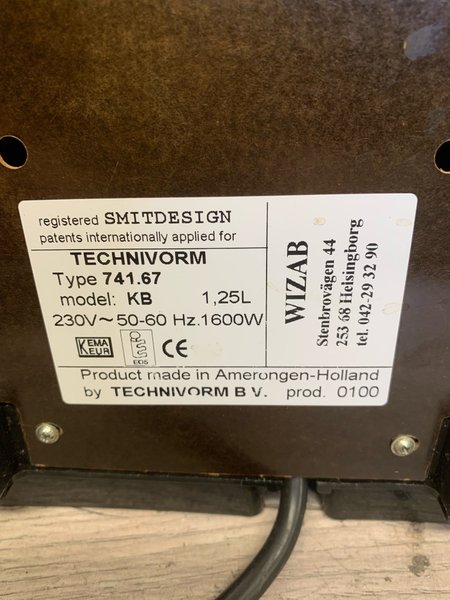 registered SMITDESIGN
patents internationally applied for
TECHNIVORM
Type 741.67
model: KB 1,25L
230V~50-60 Hz.1600W
KEMA
KEUR
CE
Product made in Amerongen-Holland
by TECHNIVORM B V. prod. 0100
WIZAB
Stenbrovägen 44
253 68 Helsingborg
tel. 042-29 32 90